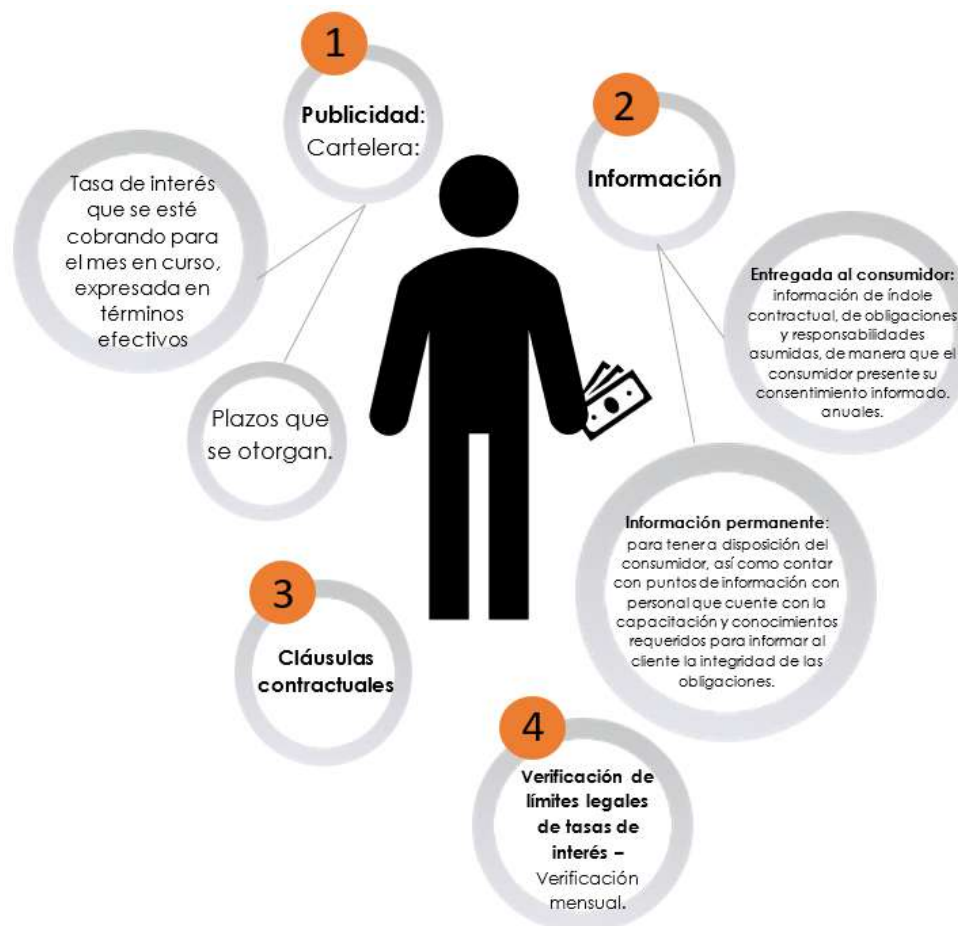 1
Publicidad:
Cartelera:
Tasa de interés
que se esté
cobrando para
el mes en curso,
expresada en
términos
efectivos
Plazos que
se otorgan.
2
Información
Entregada al consumidor:
información de índole
contractual, de obligaciones
y responsabilidades
asumidas, de manera que el
consumidor presente su
consentimiento informado.
anuales.
Información permanente:
para tener a disposición del
consumidor, así como contar
con puntos de información con
personal que cuente con la
capacitación y conocimientos
requeridos para informar al
cliente la integridad de las
obligaciones.
3
Cláusulas
contractuales
4
Verificación de
límites legales
de tasas de
interés –
Verificación
mensual.